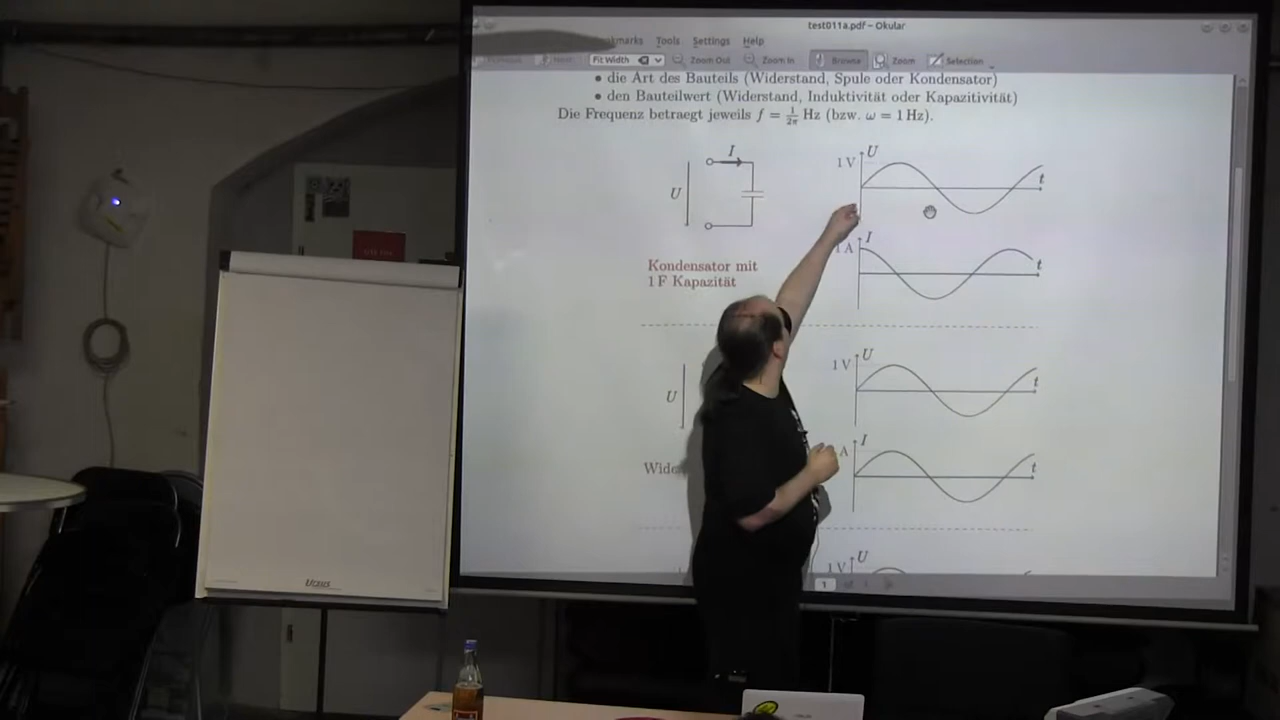 test011a.pdf – Okular
Tools Settings Help
Fit Width Zoom Out Zoom In Browse Zoom Selection
• die Art des Bauteils (Widerstand, Spule oder Kondensator)
• den Bauteilwert (Widerstand, Induktivität oder Kapazitivität)
Die Frequenz betraegt jeweils f = 1/2π Hz (bzw. ω = 1 Hz).
I
U
1 V U
t
I
t
Kondensator mit
1 F Kapazität
U
1 V U
t
A I
t
1 V U
1